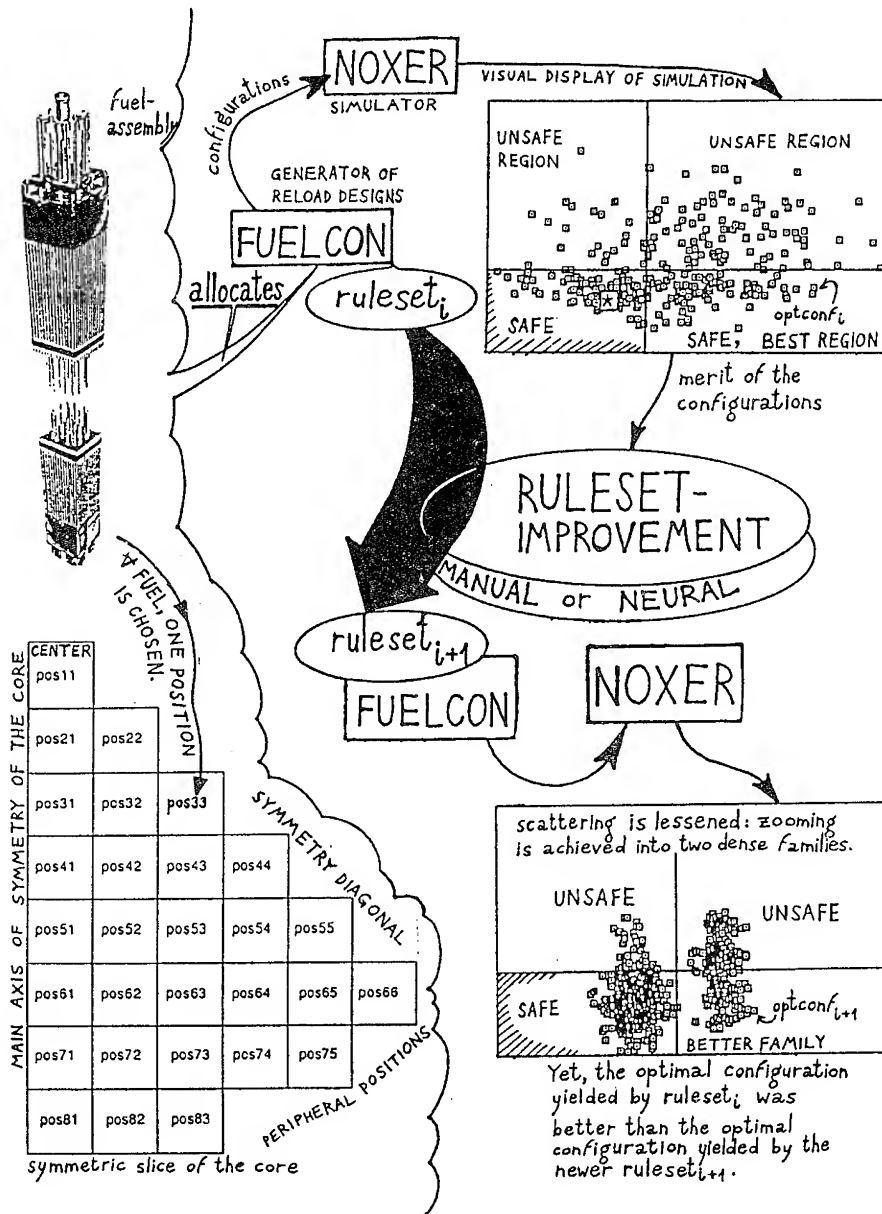 fuel-
assembly
configurations
NOXER
SIMULATOR
VISUAL DISPLAY OF SIMULATION
GENERATOR OF
RELOAD DESIGNS
FUELCON
allocates
ruleset i
UNSAFE
REGION
UNSAFE REGION
*
optconf i
SAFE
SAFE, BEST REGION
merit of the
configurations
RULESET-
IMPROVEMENT
MANUAL or NEURAL
ruleset i+1
FUELCON
NOXER
∀ FUEL, ONE POSITION
IS CHOSEN.
MAIN AXIS OF SYMMETRY OF THE CORE
CENTER
pos11
pos21 pos22
pos31 pos32 pos33
pos41 pos42 pos43 pos44
pos51 pos52 pos53 pos54 pos55
pos61 pos62 pos63 pos64 pos65 pos66
pos71 pos72 pos73 pos74 pos75
pos81 pos82 pos83
SYMMETRY DIAGONAL
PERIPHERAL POSITIONS
symmetric slice of the core
scattering is lessened: zooming
is achieved into two dense families.
UNSAFE
UNSAFE
SAFE
optconf i+1
BETTER FAMILY
Yet, the optimal configuration
yielded by ruleset i was
better than the optimal
configuration yielded by the
newer ruleset i+1.